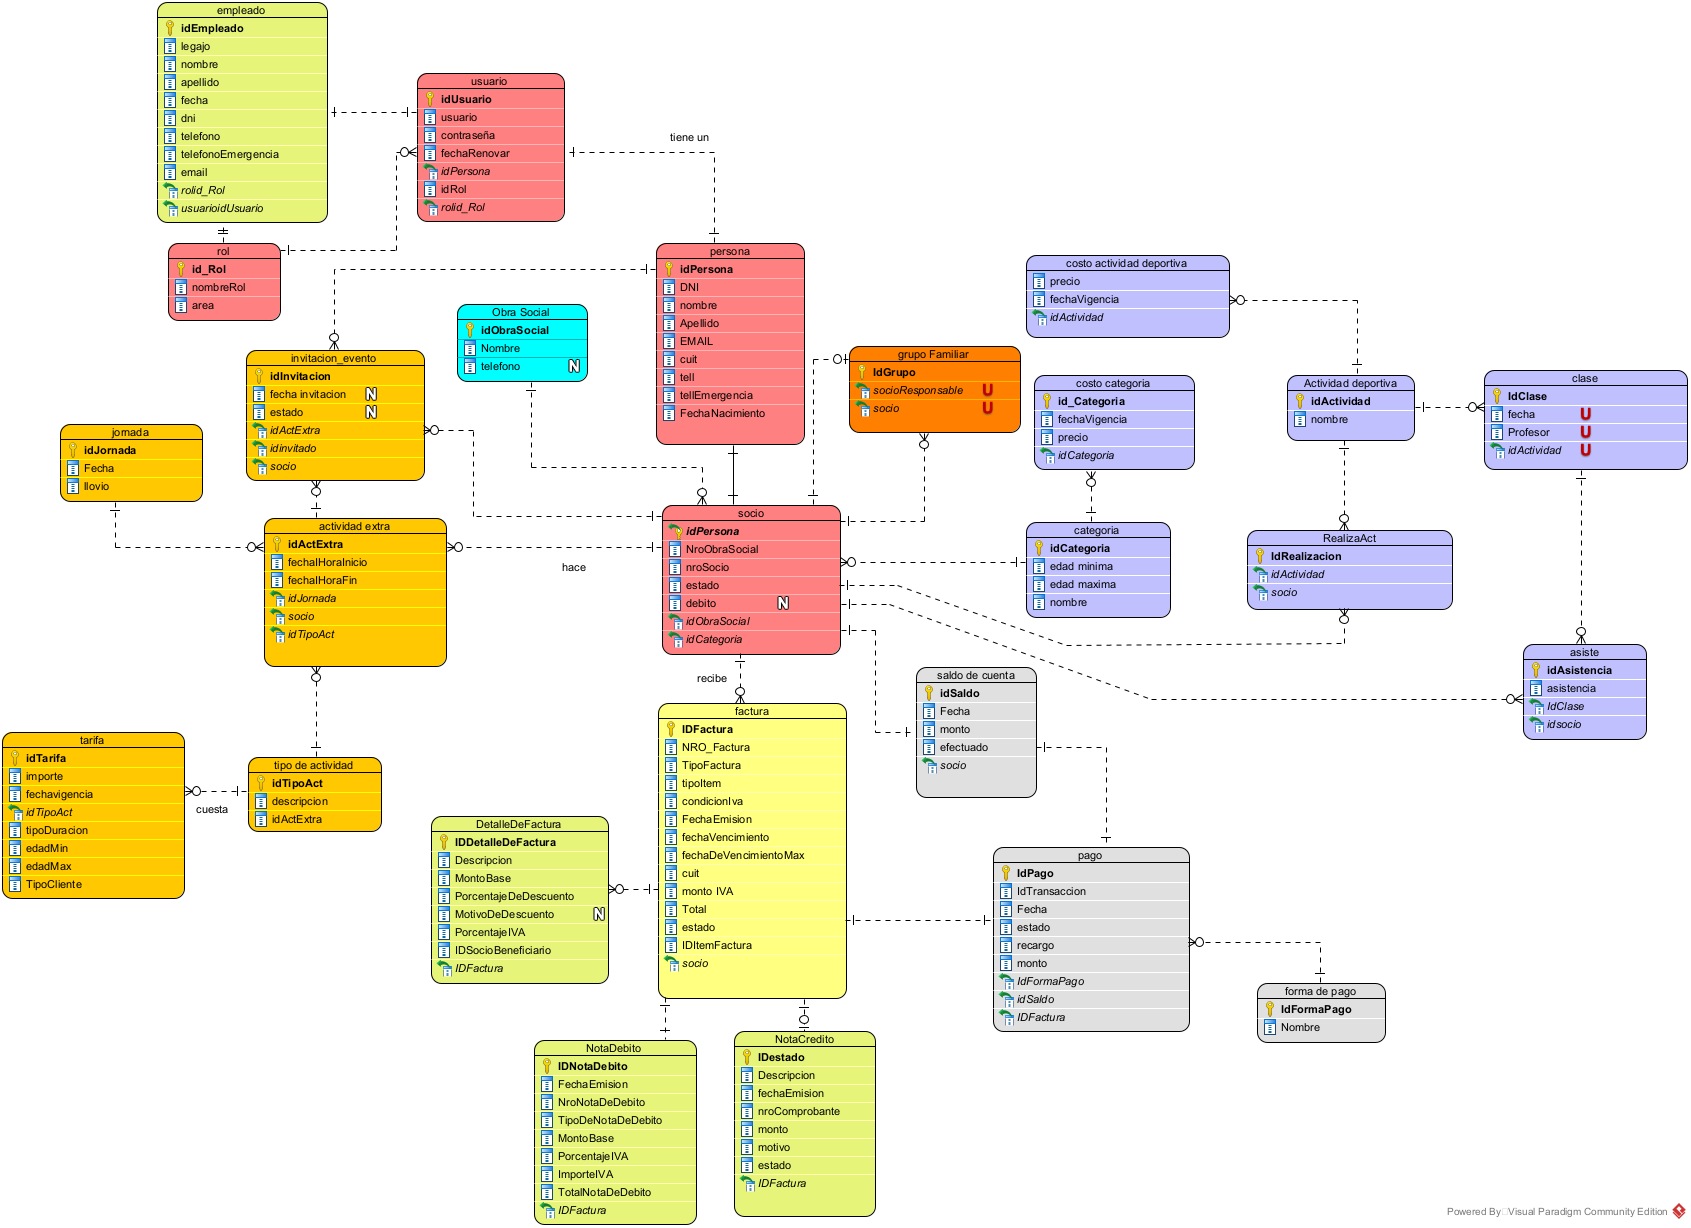 empleado
idEmpleado
legajo
nombre
apellido
fecha
dni
telefono
telefonoEmergencia
email
rolid_Rol
usuarioidUsuario
usuario
idUsuario
usuario
contraseña
fechaRenovar
idPersona
idRol
rolid_Rol
tiene un
rol
id_Rol
nombreRol
area
persona
idPersona
DNI
nombre
Apellido
EMAIL
cuit
tell
tellEmergencia
FechaNacimiento
Obra Social
idObraSocial
Nombre
telefono N
invitacion_evento
idInvitacion
fecha invitacion N
estado N
idActExtra
idinvitado
socio
jornada
idJornada
Fecha
llovio
actividad extra
idActExtra
fechaIHoraInicio
fechaIHoraFin
idJornada
socio
idTipoAct
hace
tarifa
idTarifa
importe
fechavigencia
idTipoAct
tipoDuracion
edadMin
edadMax
TipoCliente
cuesta
tipo de actividad
idTipoAct
descripcion
idActExtra
grupo Familiar
IdGrupo
socioResponsable U
socio U
costo actividad deportiva
precio
fechaVigencia
idActividad
costo categoria
id_Categoria
fechaVigencia
precio
idCategoria
Actividad deportiva
idActividad
nombre
clase
IdClase
fecha U
Profesor U
idActividad U
socio
idPersona
NroObraSocial
nroSocio
estado
debito N
idObraSocial
idCategoria
recibe
categoria
idCategoria
edad minima
edad maxima
nombre
RealizaAct
IdRealizacion
idActividad
socio
asiste
idAsistencia
asistencia
IdClase
idsocio
saldo de cuenta
idSaldo
Fecha
monto
efectuado
socio
factura
IDFactura
NRO_Factura
TipoFactura
tipoItem
condicionIva
FechaEmision
fechaVencimiento
fechaDeVencimientoMax
cuit
monto IVA
Total
estado
IDItemFactura
socio
DetalleDeFactura
IDDetalleDeFactura
Descripcion
MontoBase
PorcentajeDeDescuento
MotivoDeDescuento N
PorcentajeIVA
IDSocioBeneficiario
IDFactura
pago
IdPago
IdTransaccion
Fecha
estado
recargo
monto
IdFormaPago
idSaldo
IDFactura
forma de pago
IdFormaPago
Nombre
NotaDebito
IDNotaDebito
FechaEmision
NroNotaDeDebito
TipoDeNotaDeDebito
MontoBase
PorcentajeIVA
ImporteIVA
TotalNotaDeDebito
IDFactura
NotaCredito
IDestado
Descripcion
fechaEmision
nroComprobante
monto
motivo
estado
IDFactura
Powered By Visual Paradigm Community Edition